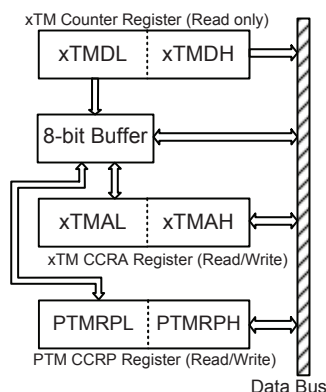 xTM Counter Register (Read only)
xTMDL xTMDH
8-bit Buffer
xTMAL xTMAH
xTM CCRA Register (Read/Write)
PTMRPL PTMRPH
PTM CCRP Register (Read/Write)
Data Bus